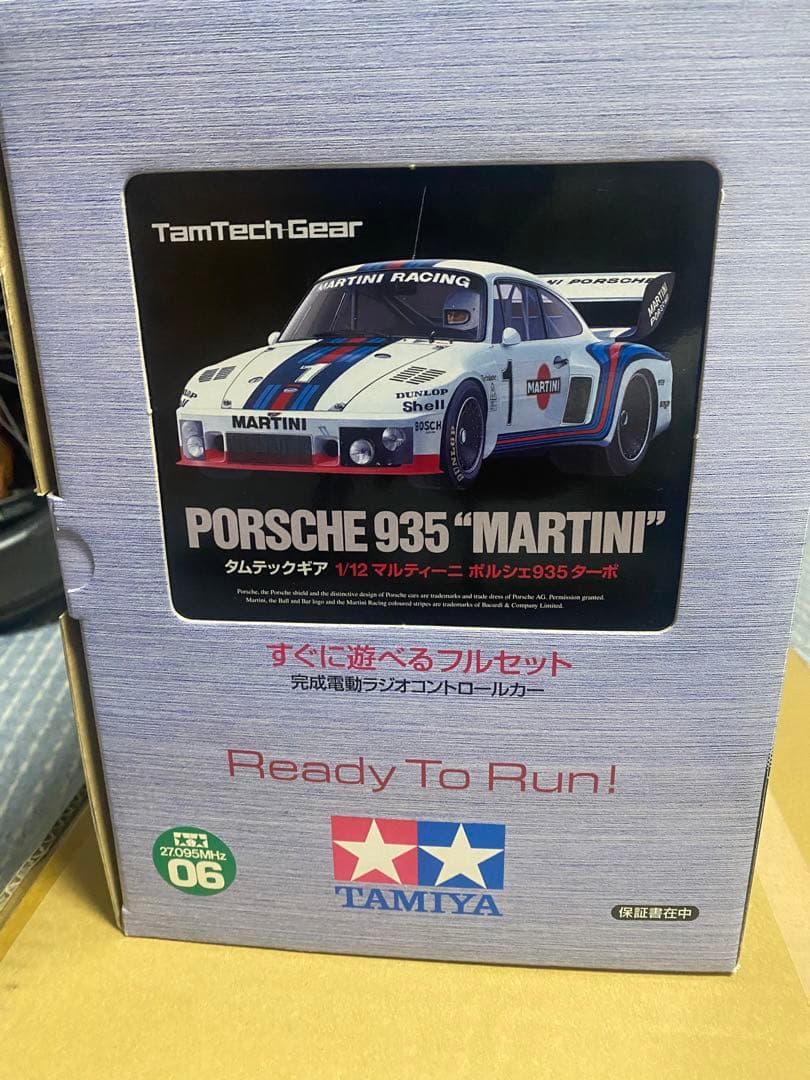 TamTech-Gear
MARTINI RACING
NI PORSCHE
MARTINI PORSCHE
1
1
MARTINI
DUNLOP
Shell
BOSCH
MARTINI
DUNLOP
PORSCHE 935 “MARTINI”
タムテックギア 1/12 マルティーニ ポルシェ935 ターボ
Porsche, the Porsche shield and the distinctive design of Porsche cars are trademarks and trade dress of Porsche AG. Permission granted.
Martini, the Ball and Bar logo and the Martini Racing coloured stripes are trademarks of Bacardi & Company Limited.
すぐに遊べるフルセット
完成電動ラジオコントロールカー
Ready To Run!
27.095MHz
06
TAMIYA
保証書在中